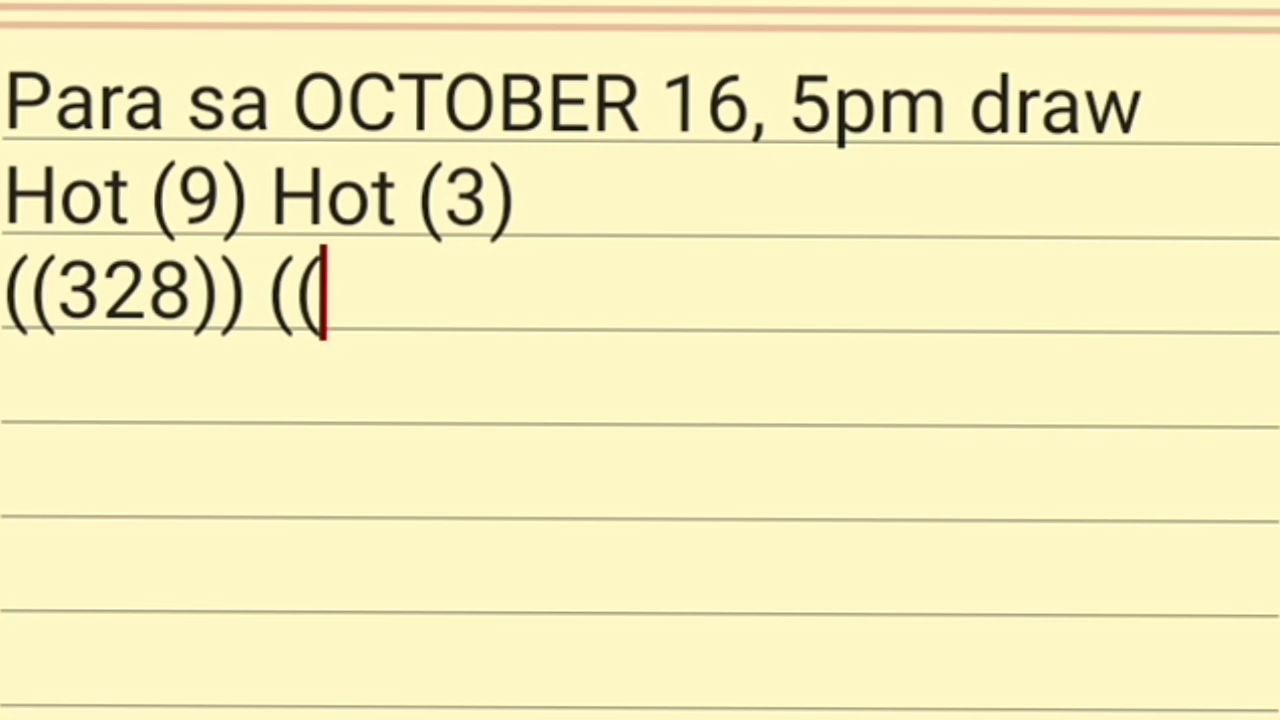 Para sa OCTOBER 16, 5pm draw
Hot (9) Hot (3)
((328)) ((